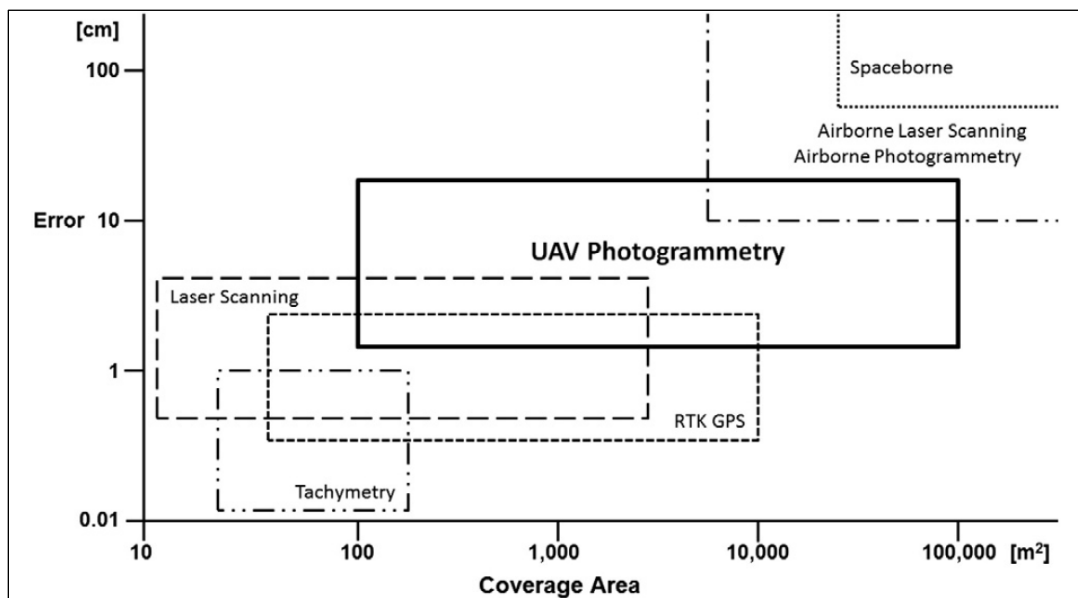 [cm]
100
Spaceborne
Airborne Laser Scanning
Airborne Photogrammetry
Error 10
UAV Photogrammetry
Laser Scanning
1
RTK GPS
Tachymetry
0.01
10 100 1,000 10,000 100,000 [m²]
Coverage Area